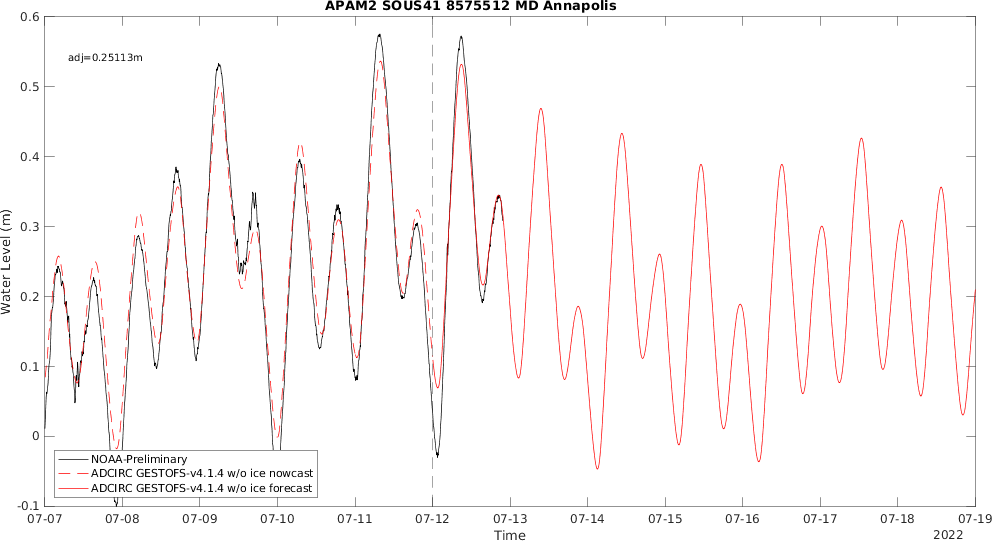 APAM2 SOUS41 8575512 MD Annapolis
adj=0.25113m
Water Level (m)
0.6
0.5
0.4
0.3
0.2
0.1
0
-0.1
NOAA-Preliminary
ADCIRC GESTOFS-v4.1.4 w/o ice nowcast
ADCIRC GESTOFS-v4.1.4 w/o ice forecast
07-07 07-08 07-09 07-10 07-11 07-12 07-13 07-14 07-15 07-16 07-17 07-18 07-19
Time
2022